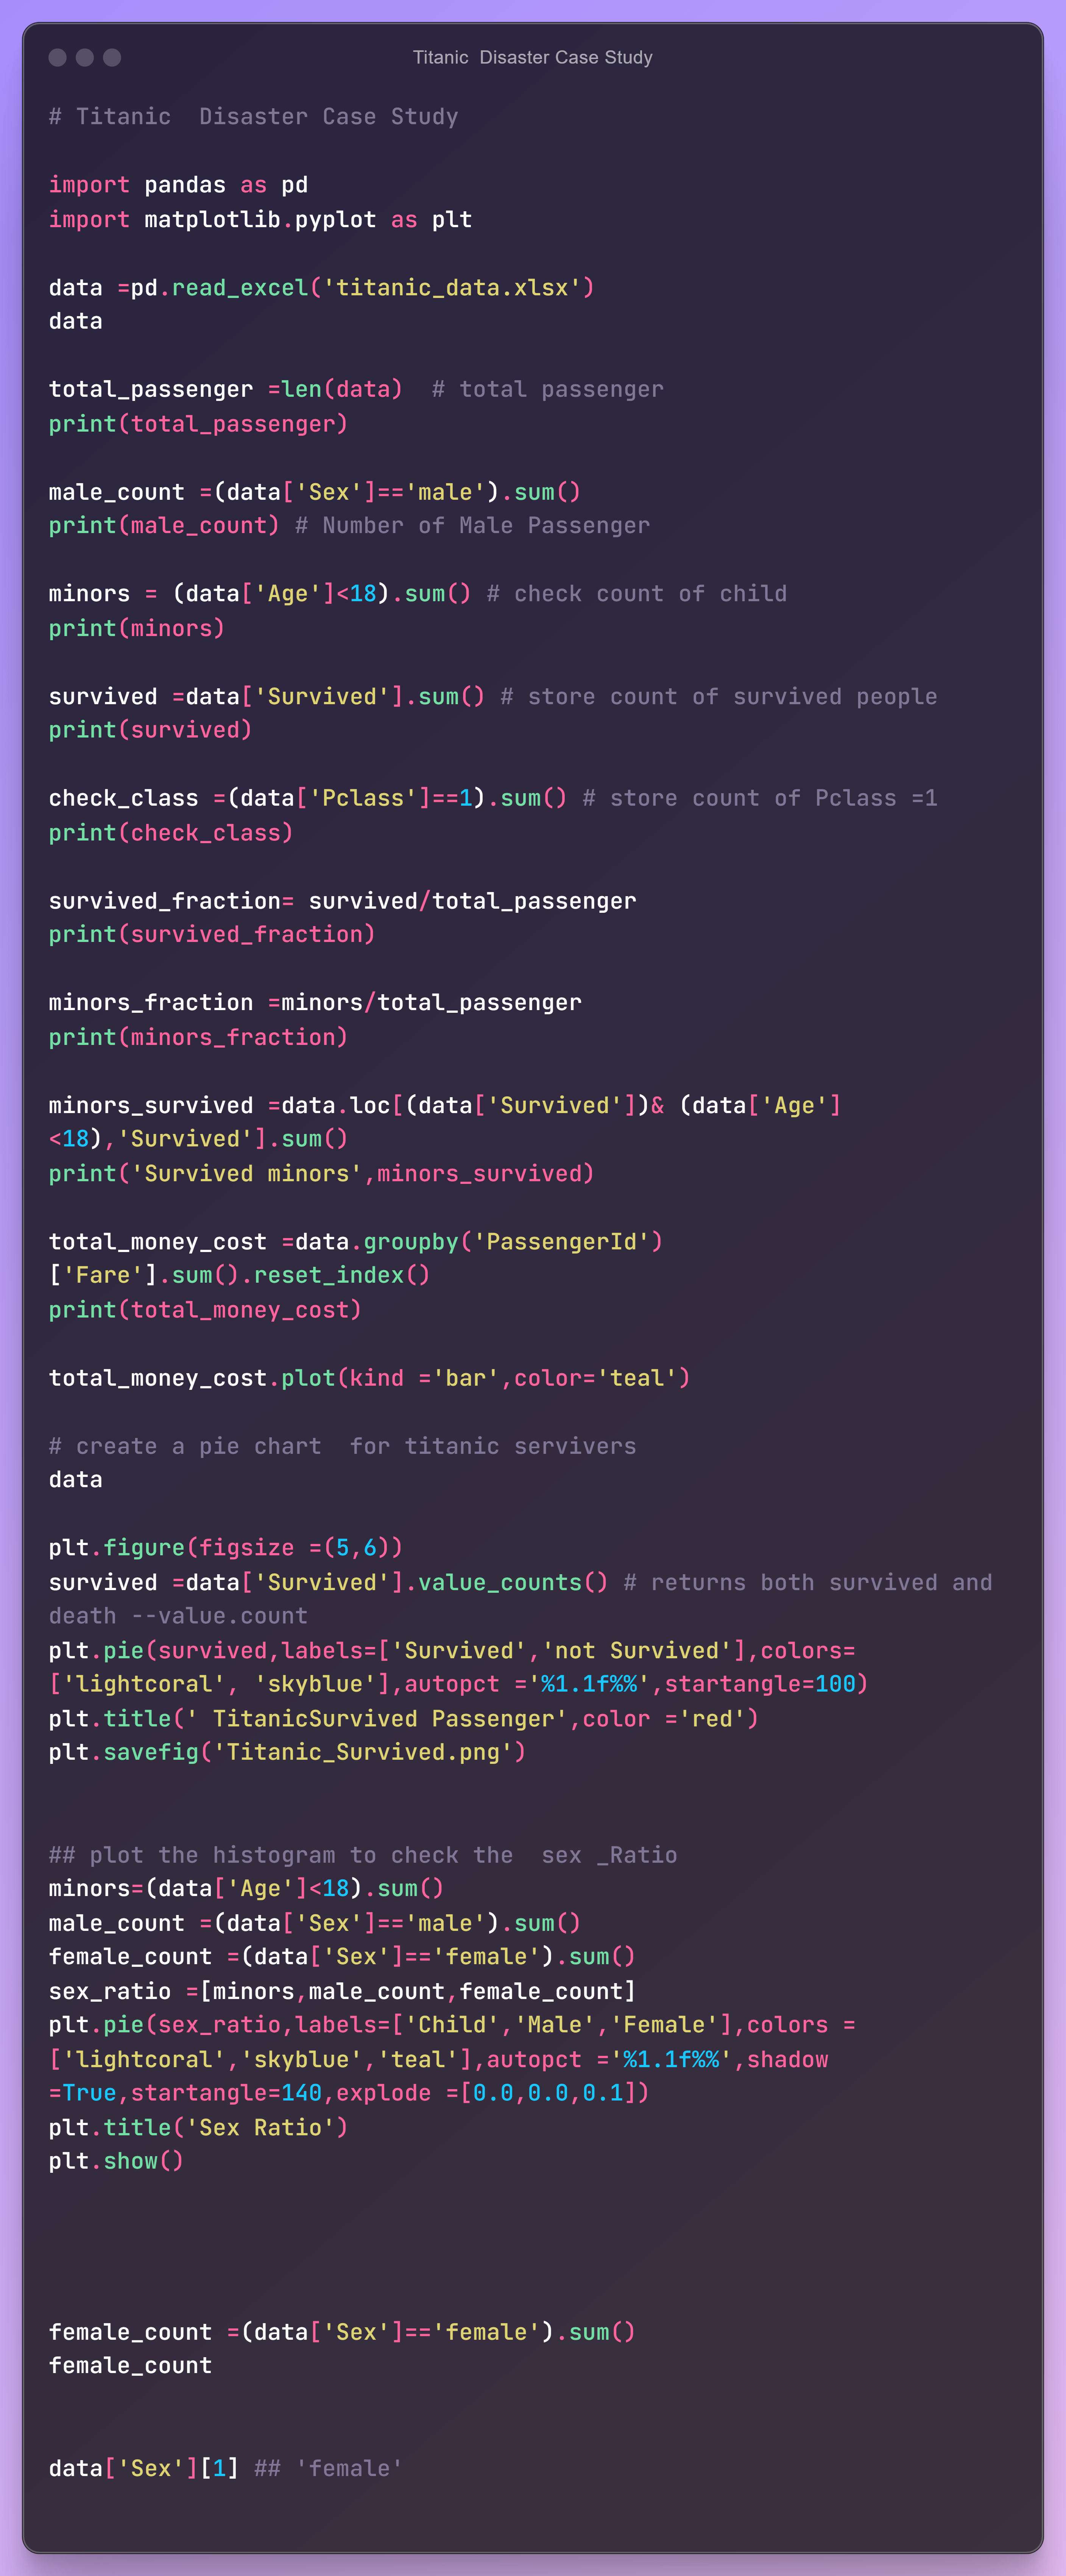 Titanic  Disaster Case Study
# Titanic  Disaster Case Study
import pandas as pd
import matplotlib.pyplot as plt
data =pd.read_excel('titanic_data.xlsx')
data
total_passenger =len(data)  # total passenger
print(total_passenger)
male_count =(data['Sex']=='male').sum()
print(male_count) # Number of Male Passenger
minors = (data['Age']<18).sum() # check count of child
print(minors)
survived =data['Survived'].sum() # store count of survived people
print(survived)
check_class =(data['Pclass']==1).sum() # store count of Pclass =1
print(check_class)
survived_fraction= survived/total_passenger
print(survived_fraction)
minors_fraction =minors/total_passenger
print(minors_fraction)
minors_survived =data.loc[(data['Survived'])& (data['Age']
<18),'Survived'].sum()
print('Survived minors',minors_survived)
total_money_cost =data.groupby('PassengerId')
['Fare'].sum().reset_index()
print(total_money_cost)
total_money_cost.plot(kind ='bar',color='teal')
# create a pie chart  for titanic servivers
data
plt.figure(figsize =(5,6))
survived =data['Survived'].value_counts() # returns both survived and
death --value.count
plt.pie(survived,labels=['Survived','not Survived'],colors=
['lightcoral', 'skyblue'],autopct ='%1.1f%%',startangle=100)
plt.title(' TitanicSurvived Passenger',color ='red')
plt.savefig('Titanic_Survived.png')
## plot the histogram to check the  sex _Ratio
minors=(data['Age']<18).sum()
male_count =(data['Sex']=='male').sum()
female_count =(data['Sex']=='female').sum()
sex_ratio =[minors,male_count,female_count]
plt.pie(sex_ratio,labels=['Child','Male','Female'],colors =
['lightcoral','skyblue','teal'],autopct ='%1.1f%%',shadow
=True,startangle=140,explode =[0.0,0.0,0.1])
plt.title('Sex Ratio')
plt.show()
female_count =(data['Sex']=='female').sum()
female_count
data['Sex'][1] ## 'female'